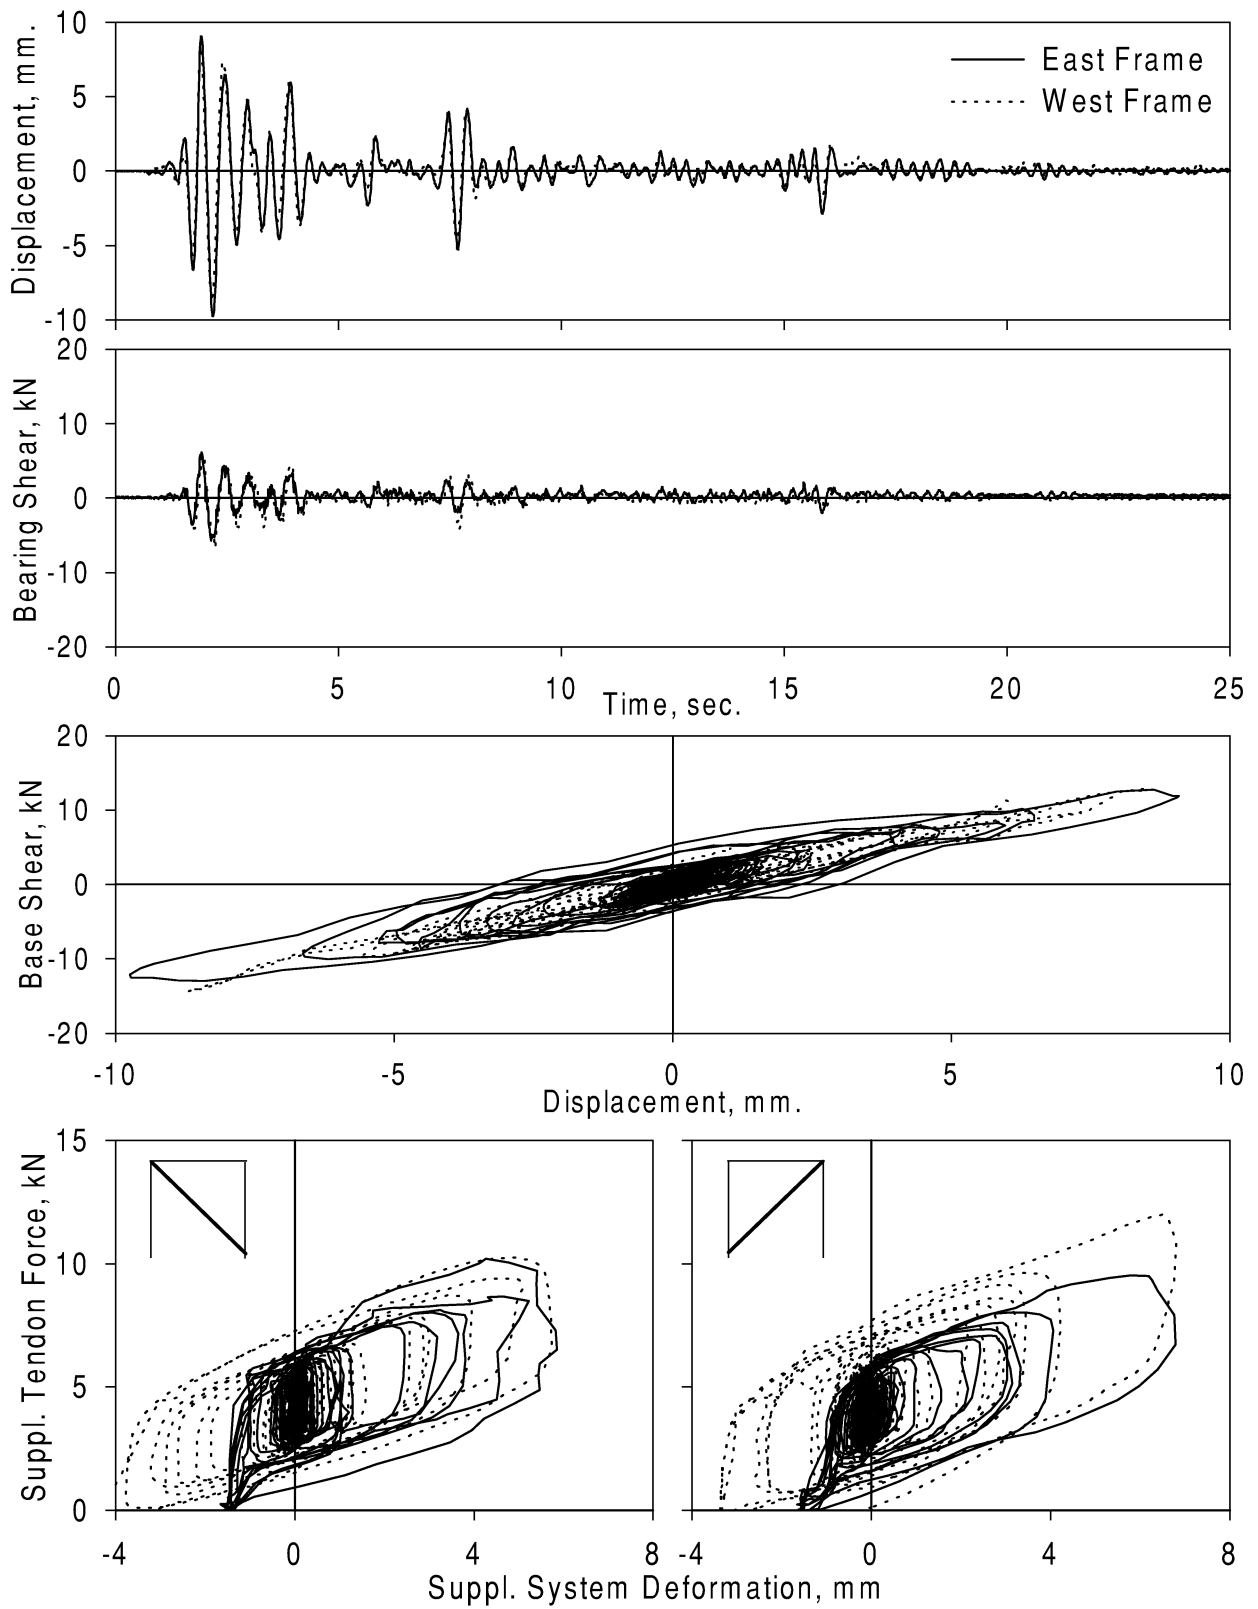 10
5
0
-5
-10
Displacement, mm.
East Frame
West Frame
20
10
0
-10
-20
Bearing Shear, kN
0 5 10 15 20 25
Time, sec.
20
10
0
-10
-20
Base Shear, kN
-10 -5 0 5 10
Displacement, mm.
15
10
5
0
Suppl. Tendon Force, kN
-4 0 4 8 -4 0 4 8
Suppl. System Deformation, mm